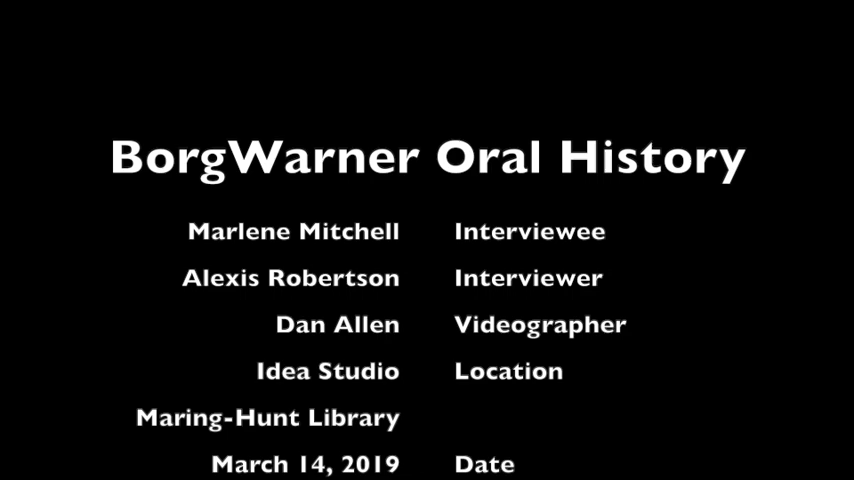 BorgWarner Oral History
Marlene Mitchell Interviewee
Alexis Robertson Interviewer
Dan Allen Videographer
Idea Studio Location
Maring-Hunt Library
March 14, 2019 Date